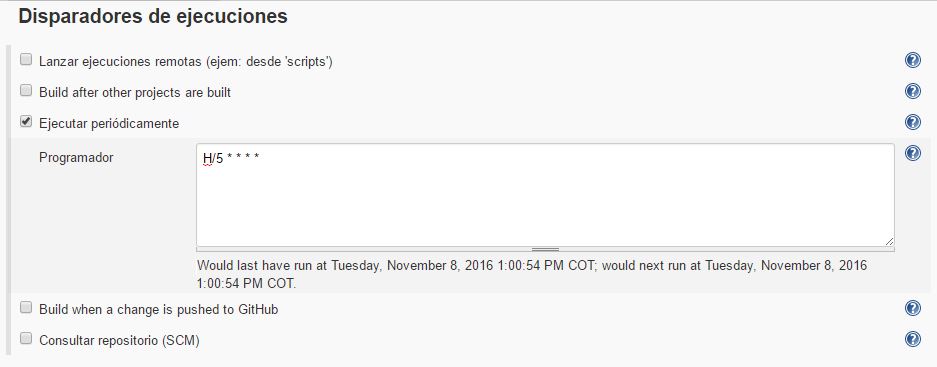 Disparadores de ejecuciones
Lanzar ejecuciones remotas (ejem: desde 'scripts')
Build after other projects are built
Ejecutar periódicamente
Programador
H/5 * * * *
Would last have run at Tuesday, November 8, 2016 1:00:54 PM COT; would next run at Tuesday, November 8, 2016
1:00:54 PM COT.
Build when a change is pushed to GitHub
Consultar repositorio (SCM)